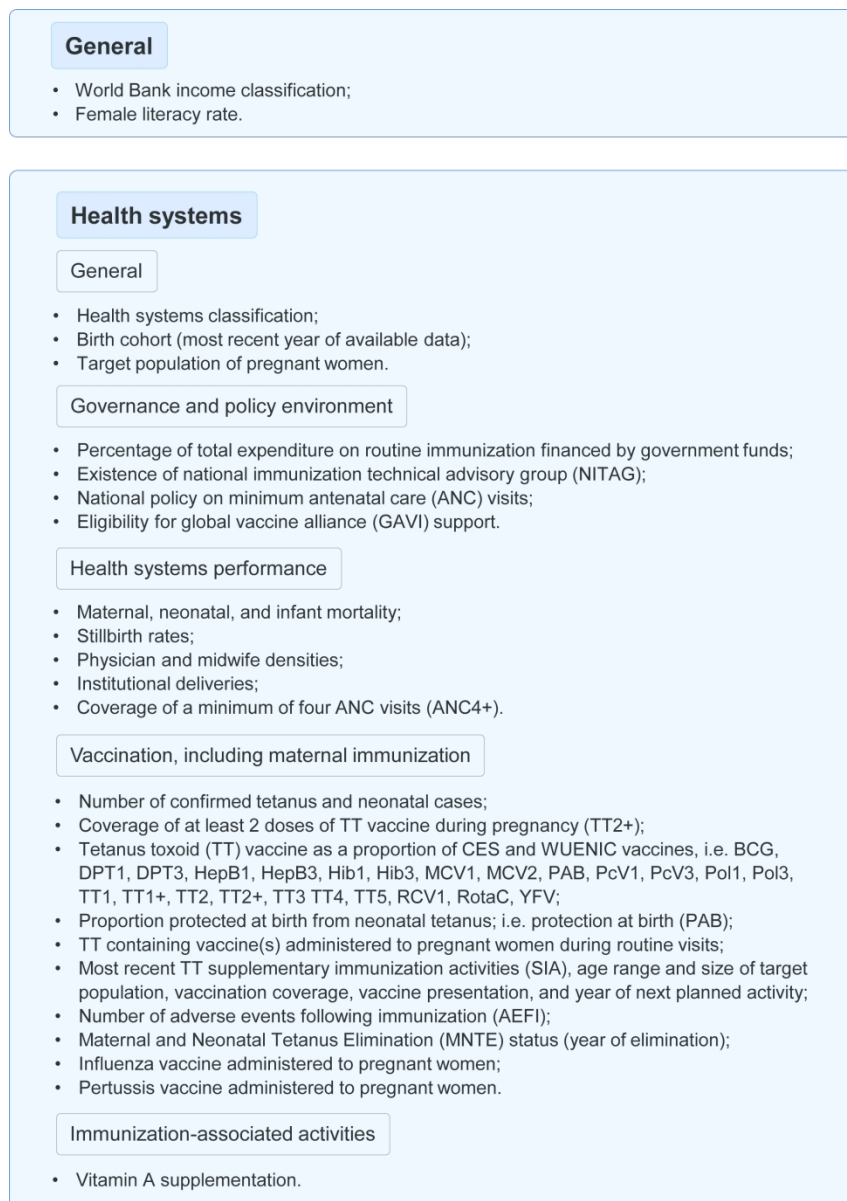 General
• World Bank income classification;
• Female literacy rate.
Health systems
General
• Health systems classification;
• Birth cohort (most recent year of available data);
• Target population of pregnant women.
Governance and policy environment
• Percentage of total expenditure on routine immunization financed by government funds;
• Existence of national immunization technical advisory group (NITAG);
• National policy on minimum antenatal care (ANC) visits;
• Eligibility for global vaccine alliance (GAVI) support.
Health systems performance
• Maternal, neonatal, and infant mortality;
• Stillbirth rates;
• Physician and midwife densities;
• Institutional deliveries;
• Coverage of a minimum of four ANC visits (ANC4+).
Vaccination, including maternal immunization
• Number of confirmed tetanus and neonatal cases;
• Coverage of at least 2 doses of TT vaccine during pregnancy (TT2+);
• Tetanus toxoid (TT) vaccine as a proportion of CES and WUENIC vaccines, i.e. BCG,
DPT1, DPT3, HepB1, HepB3, Hib1, Hib3, MCV1, MCV2, PAB, PcV1, PcV3, Pol1, Pol3,
TT1, TT1+, TT2, TT2+, TT3 TT4, TT5, RCV1, RotaC, YFV;
• Proportion protected at birth from neonatal tetanus; i.e. protection at birth (PAB);
• TT containing vaccine(s) administered to pregnant women during routine visits;
• Most recent TT supplementary immunization activities (SIA), age range and size of target
population, vaccination coverage, vaccine presentation, and year of next planned activity;
• Number of adverse events following immunization (AEFI);
• Maternal and Neonatal Tetanus Elimination (MNTE) status (year of elimination);
• Influenza vaccine administered to pregnant women;
• Pertussis vaccine administered to pregnant women.
Immunization-associated activities
• Vitamin A supplementation.